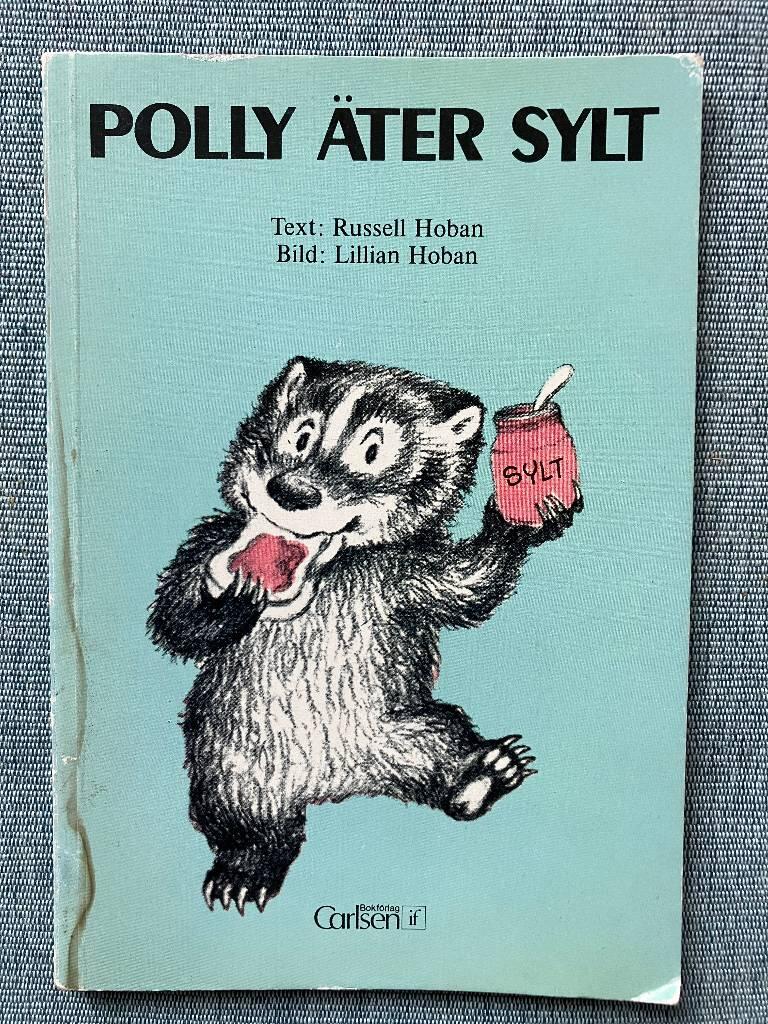 POLLY ÄTER SYLT
Text: Russell Hoban
Bild: Lillian Hoban
SYLT
Bokförlag
Carlsen if